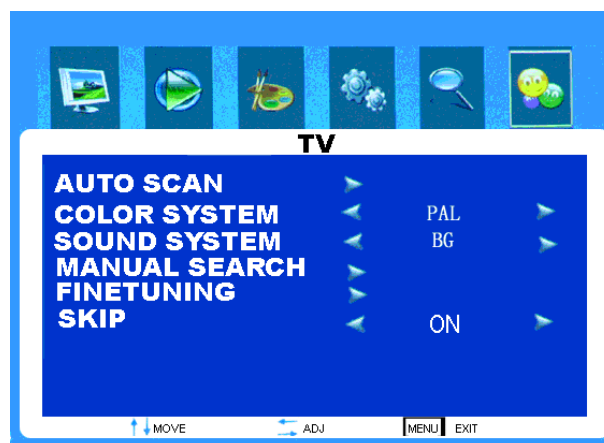 TV
AUTO SCAN
COLOR SYSTEM PAL
SOUND SYSTEM BG
MANUAL SEARCH
FINETUNING
SKIP ON
MOVE ADJ MENU EXIT